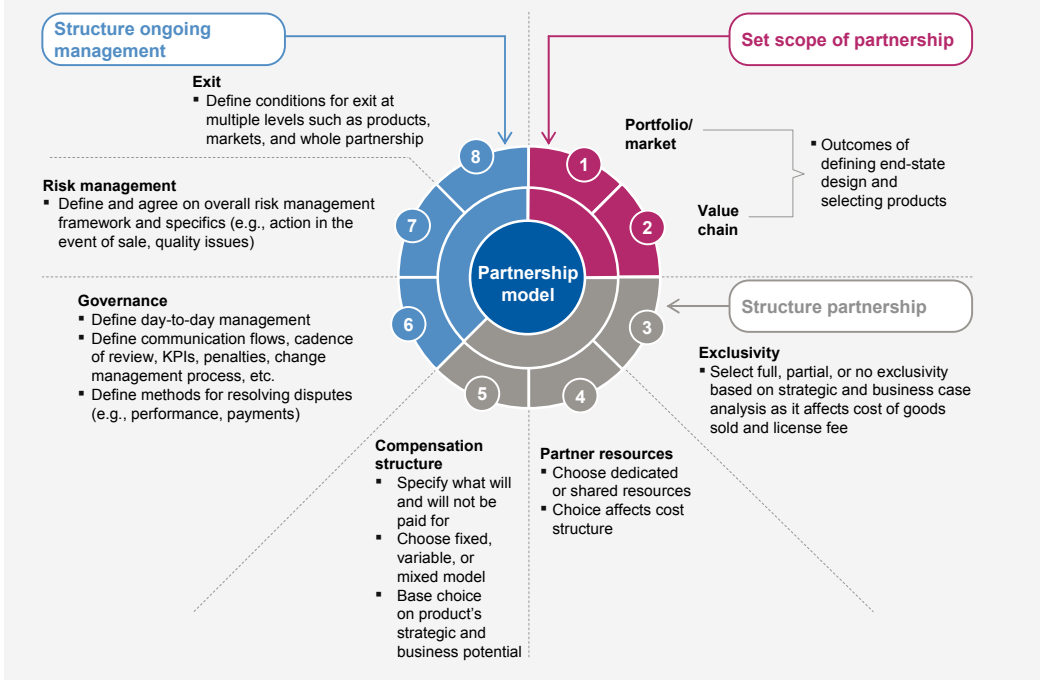 Structure ongoing
management
Set scope of partnership
Exit
▪ Define conditions for exit at
multiple levels such as products,
markets, and whole partnership
Portfolio/
market
▪ Outcomes of
defining end-state
design and
selecting products
Value
chain
Risk management
▪ Define and agree on overall risk management
framework and specifics (e.g., action in the
event of sale, quality issues)
8
1
7
2
Partnership
model
6
3
5
4
Governance
▪ Define day-to-day management
▪ Define communication flows, cadence
of review, KPIs, penalties, change
management process, etc.
▪ Define methods for resolving disputes
(e.g., performance, payments)
Structure partnership
Exclusivity
▪ Select full, partial, or no exclusivity
based on strategic and business case
analysis as it affects cost of goods
sold and license fee
Compensation
structure
▪ Specify what will
and will not be
paid for
▪ Choose fixed,
variable, or
mixed model
▪ Base choice
on product’s
strategic and
business potential
Partner resources
▪ Choose dedicated
or shared resources
▪ Choice affects cost
structure